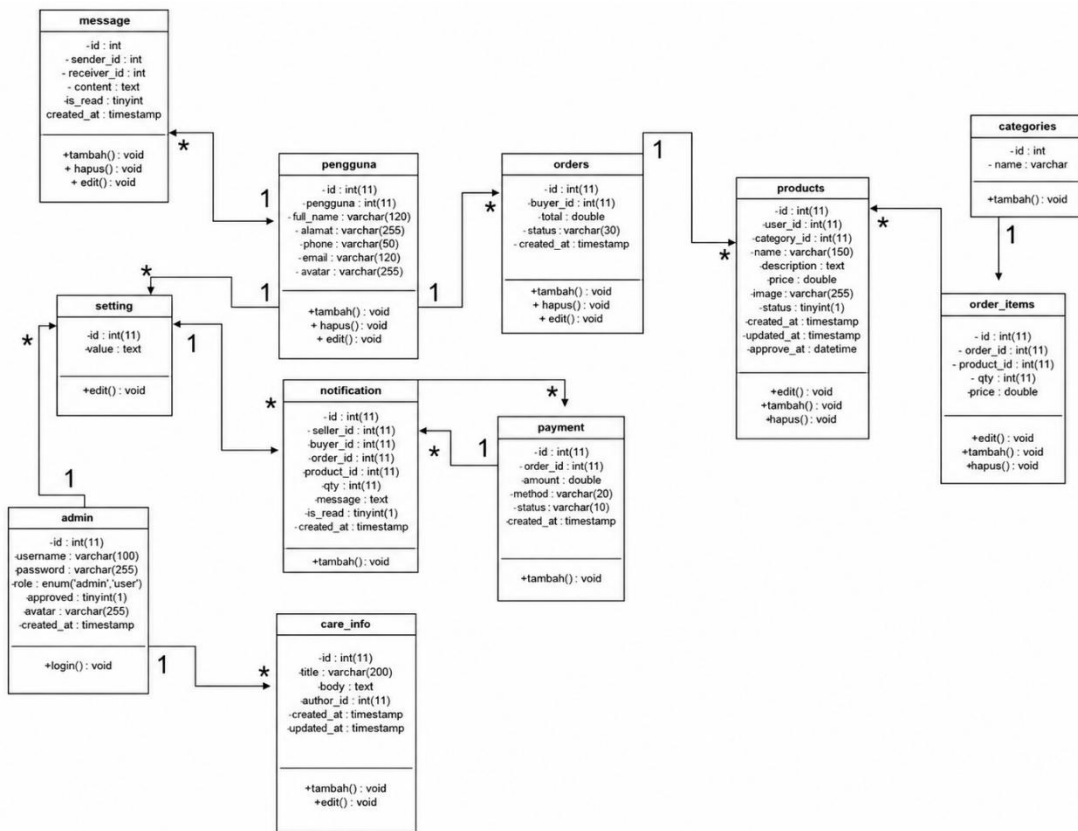 message
-id : int
- sender_id : int
- receiver_id : int
- content : text
-is_read : tinyint
created_at : timestamp
+tambah() : void
+ hapus() : void
+ edit() : void
*
1
pengguna
- id : int(11)
-pengguna : int(11)
- full_name : varchar(120)
- alamat : varchar(255)
- phone : varchar(50)
- email : varchar(120)
- avatar : varchar(255)
+tambah() : void
+ hapus() : void
+ edit() : void
*
1
1
*
orders
-id : int(11)
-buyer_id : int(11)
- total : double
- status : varchar(30)
- created_at : timestamp
+tambah() : void
+ hapus() : void
+ edit() : void
1
*
products
- id : int(11)
- user_id : int(11)
- category_id : int(11)
- name : varchar(150)
-description : text
- price : double
-image : varchar(255)
-status : tinyint(1)
-created_at : timestamp
-updated_at : timestamp
-approve_at : datetime
+edit() : void
+tambah() : void
+hapus() : void
*
categories
- id : int
- name : varchar
+tambah() : void
1
order_items
- id : int(11)
- order_id : int(11)
- product_id : int(11)
- qty : int(11)
- price : double
+edit() : void
+tambah() : void
+hapus() : void
setting
-id : int(11)
-value : text
+edit() : void
*
1
1
*
notification
-id : int(11)
- seller_id : int(11)
- buyer_id : int(11)
- order_id : int(11)
-product_id : int(11)
- qty : int(11)
-message : text
- is_read : tinyint(1)
- created_at : timestamp
+tambah() : void
*
*
1
payment
-id : int(11)
- order_id : int(11)
-amount : double
-method : varchar(20)
-status : varchar(10)
-created_at : timestamp
+tambah() : void
admin
-id : int(11)
-username : varchar(100)
-password : varchar(255)
-role : enum('admin','user')
-approved : tinyint(1)
-avatar : varchar(255)
-created_at : timestamp
+login() : void
1
*
care_info
-id : int(11)
-title : varchar(200)
-body : text
-author_id : int(11)
-created_at : timestamp
-updated_at : timestamp
+tambah() : void
+edit() : void